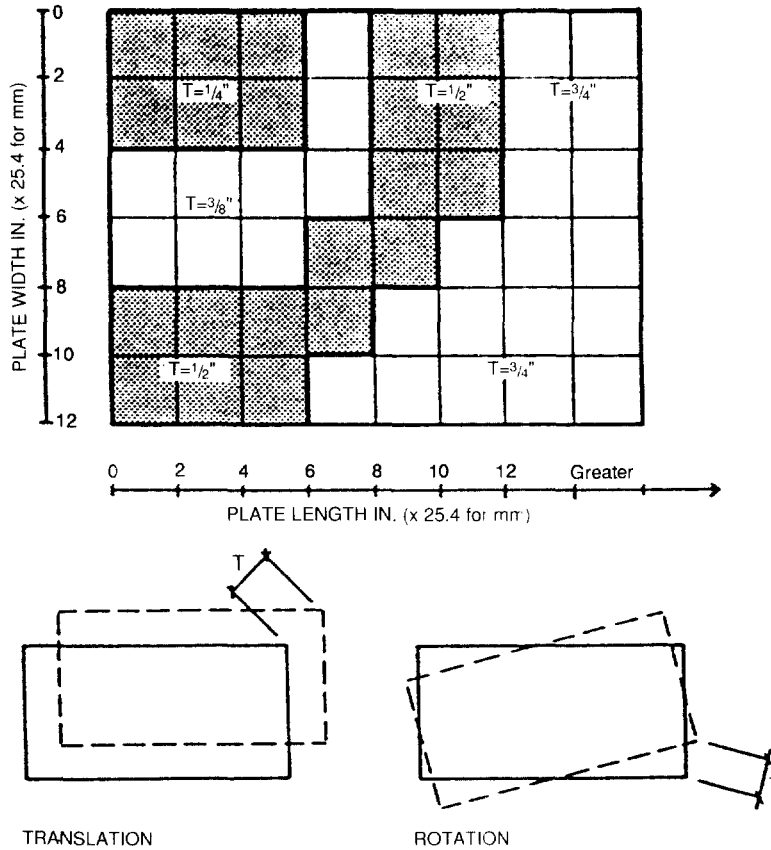 0
2
T=1/4"
T=1/2"
T=3/4"
4
T=3/8"
6
8
10
T=1/2"
T=3/4"
12
PLATE WIDTH IN. (x 25.4 for mm)
0 2 4 6 8 10 12 Greater
PLATE LENGTH IN. (x 25.4 for mm)
T
TRANSLATION
ROTATION